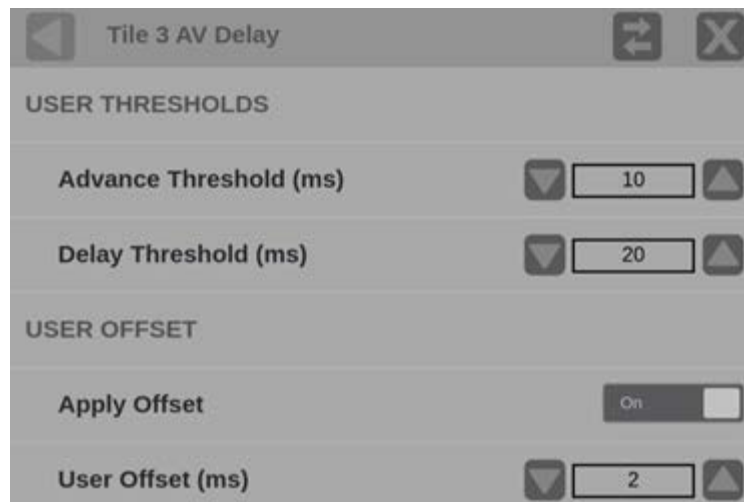 Tile 3 AV Delay
USER THRESHOLDS
Advance Threshold (ms) 10
Delay Threshold (ms) 20
USER OFFSET
Apply Offset On
User Offset (ms) 2